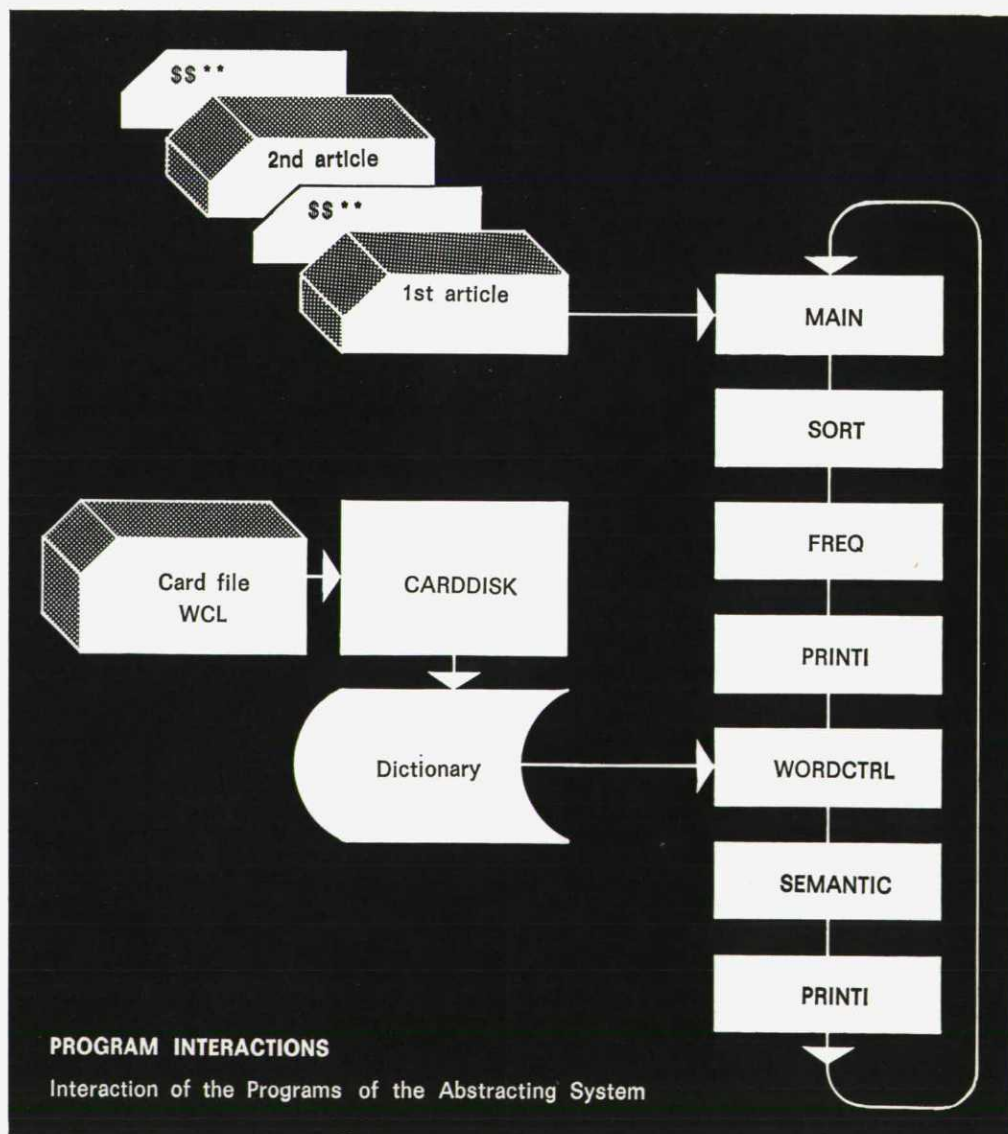 $$**
2nd article
$$**
1st article
MAIN
SORT
FREQ
Card file
WCL
CARDDISK
PRINTI
Dictionary
WORDCTRL
SEMANTIC
PRINTI
PROGRAM INTERACTIONS
Interaction of the Programs of the Abstracting System